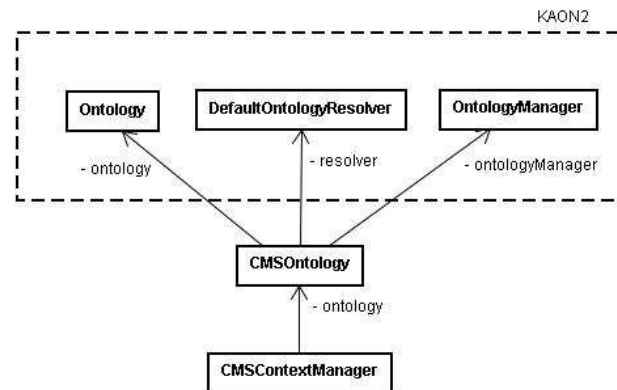 KAON2
Ontology
DefaultOntologyResolver
OntologyManager
- ontology
- resolver
- ontologyManager
CMSOntology
- ontology
CMSContextManager